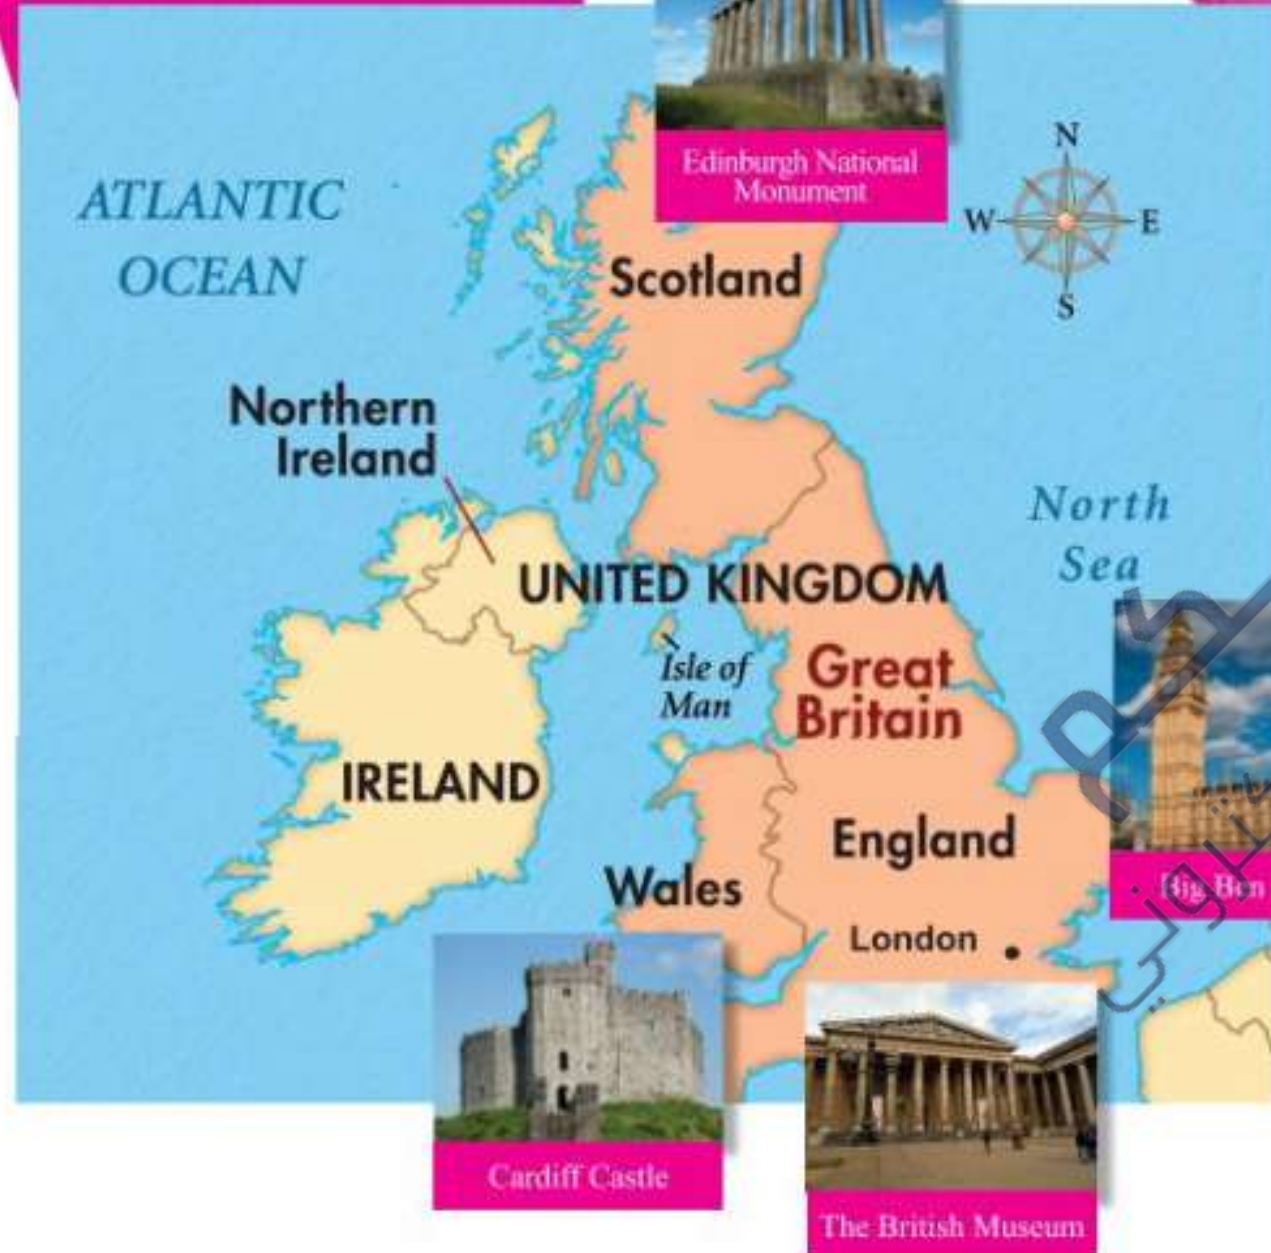 Edinburgh National
Monument
N
W
E
S
ATLANTIC
OCEAN
Scotland
Northern
Ireland
North
Sea
UNITED KINGDOM
Isle of
Man
Great
Britain
IRELAND
England
Wales
Big Ben
London
Cardiff Castle
The British Museum